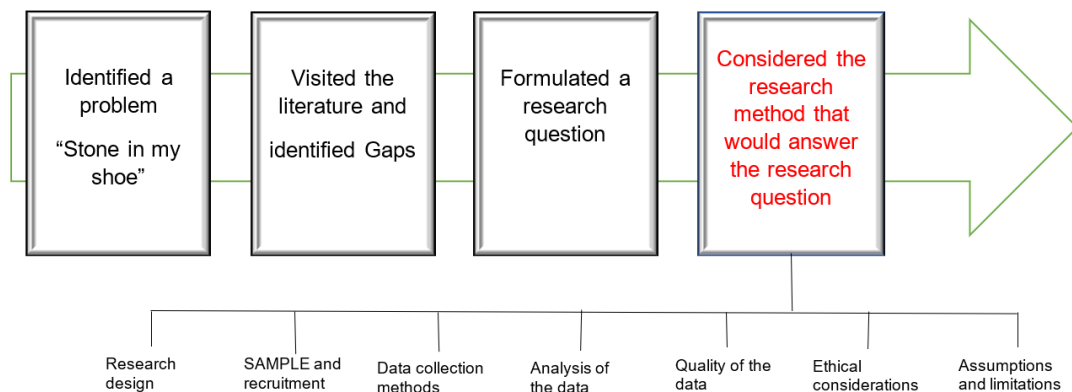 Identified a
problem
“Stone in my
shoe”
Visited the
literature and
identified Gaps
Formulated a
research
question
Considered the
research
method that
would answer
the research
question
Research
design
SAMPLE and
recruitment
Data collection
methods
Analysis of
the data
Quality of the
data
Ethical
considerations
Assumptions
and limitations